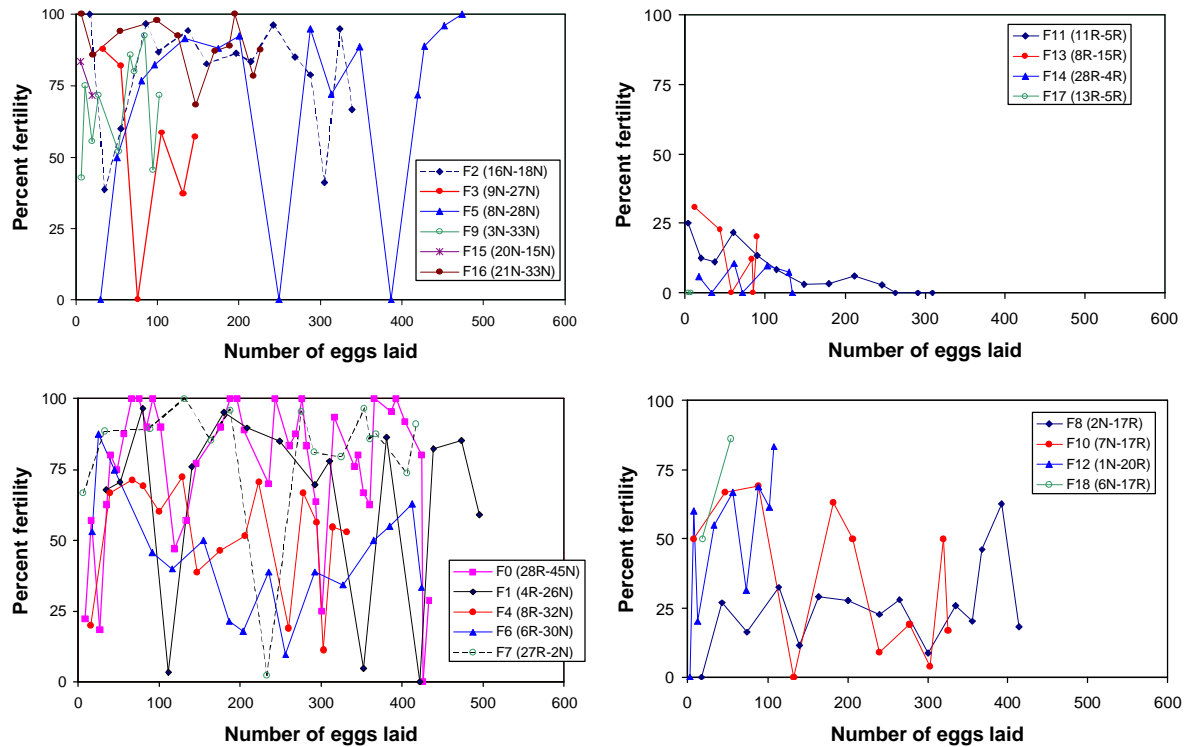 100
75
50
25
0
Percent fertility
F2 (16N-18N)
F3 (9N-27N)
F5 (8N-28N)
F9 (3N-33N)
F15 (20N-15N)
F16 (21N-33N)
0 100 200 300 400 500 600
Number of eggs laid
100
75
50
25
0
Percent fertility
F11 (11R-5R)
F13 (8R-15R)
F14 (28R-4R)
F17 (13R-5R)
0 100 200 300 400 500 600
Number of eggs laid
100
75
50
25
0
Percent fertility
F0 (28R-45N)
F1 (4R-26N)
F4 (8R-32N)
F6 (6R-30N)
F7 (27R-2N)
0 100 200 300 400 500 600
Number of eggs laid
100
75
50
25
0
Percent fertility
F8 (2N-17R)
F10 (7N-17R)
F12 (1N-20R)
F18 (6N-17R)
0 100 200 300 400 500 600
Number of eggs laid